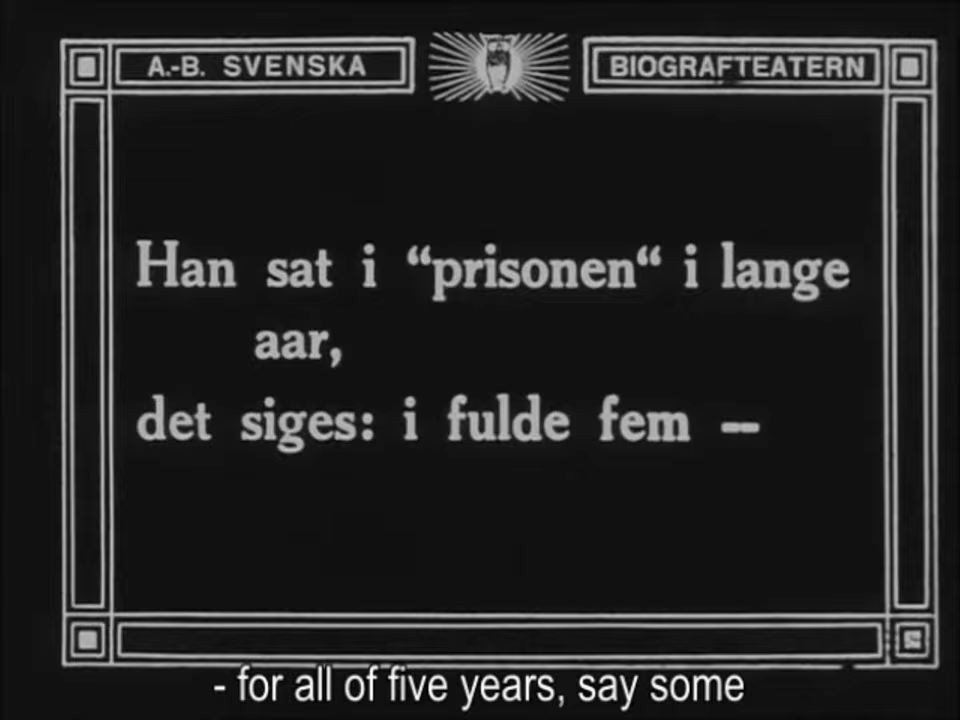 A.-B. SVENSKA BIOGRAFTEATERN
Han sat i “prisonen“ i lange
aar,
det siges: i fulde fem --
- for all of five years, say some